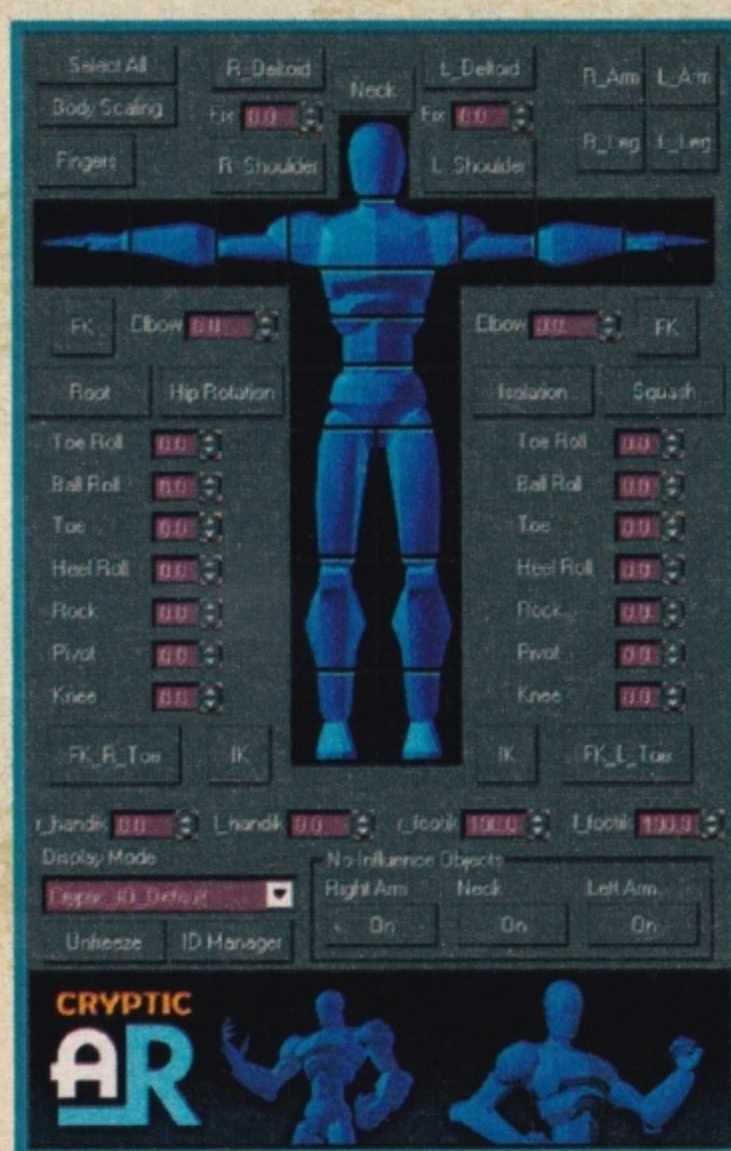 Select All
R_Deltoid
L_Deltoid
Neck
R_Arm L_Arm
Body Scaling
Fix 0.0
Fix 0.0
Fingers
R_Shoulder
L_Shoulder
R_Leg L_Leg
FK Elbow 0.0
Elbow 0.0 FK
Root Hip Rotation
Isolation Squash
Toe Roll 0.0
Toe Roll 0.0
Ball Roll 0.0
Ball Roll 0.0
Toe 0.0
Toe 0.0
Heel Roll 0.0
Heel Roll 0.0
Rock 0.0
Rock 0.0
Pivot 0.0
Pivot 0.0
Knee 0.0
Knee 0.0
FK_R_Toe IK
IK FK_L_Toe
r_handik 0.0 l_handik 0.0 r_footik 100.0 l_footik 100.0
Display Mode
No Influence Objects
Right Arm Neck Left Arm
On On On
Unfreeze ID Manager
CRYPTIC
AR